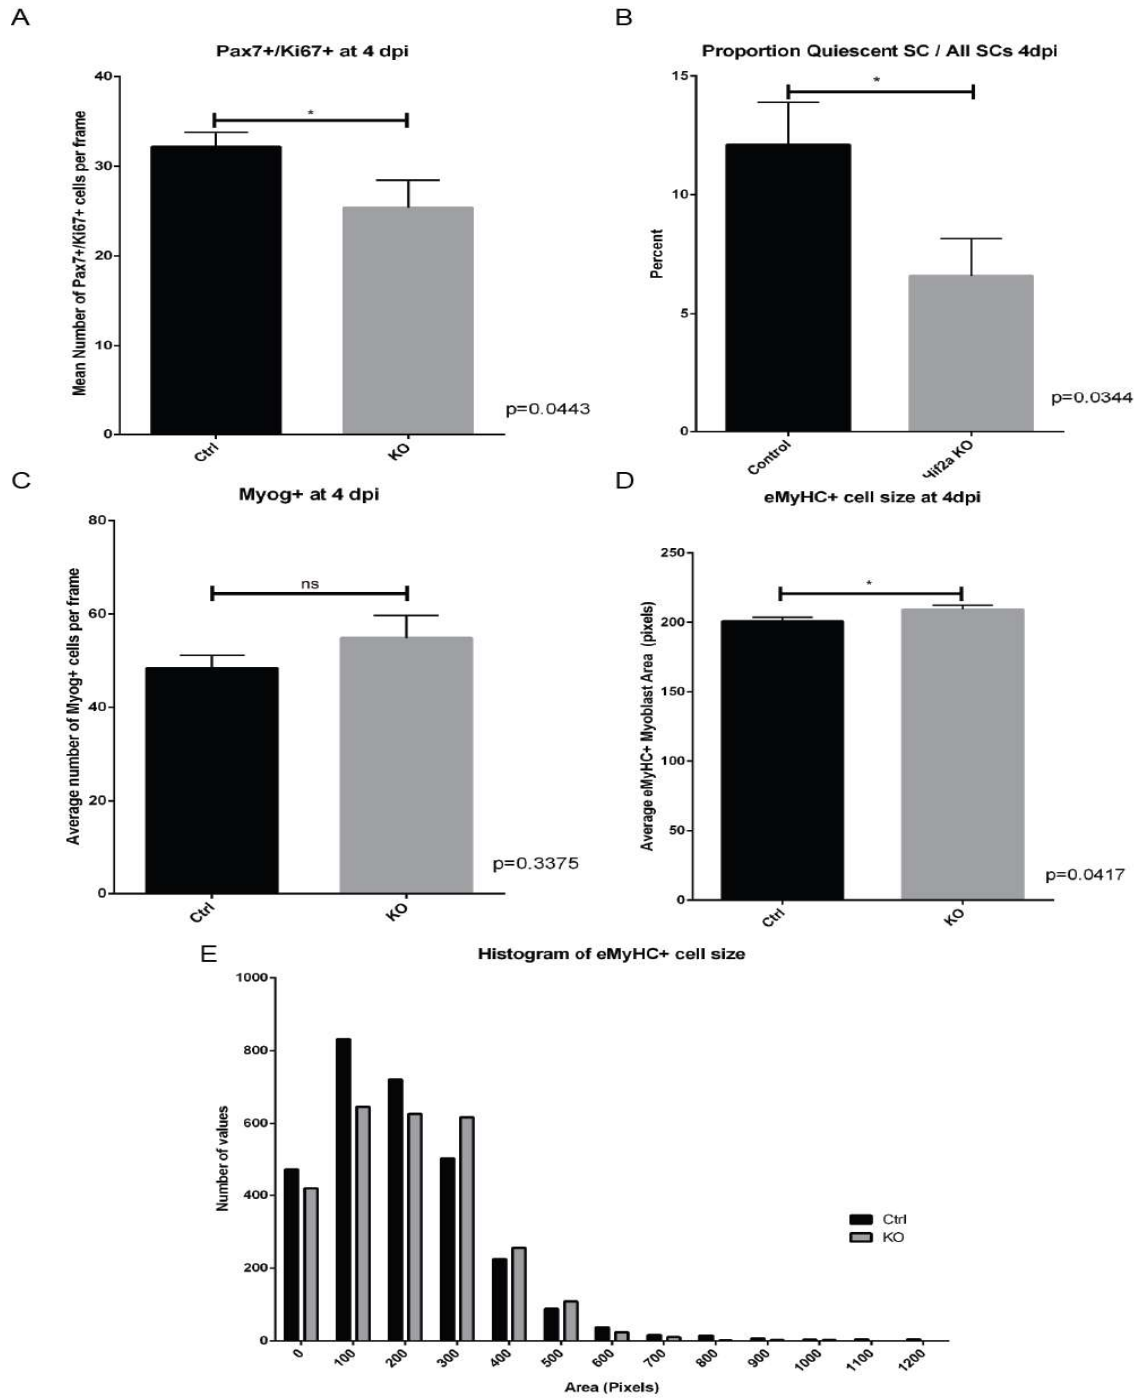 A
Pax7+/Ki67+ at 4 dpi
Mean Number of Pax7+/Ki67+ cells per frame
40
30
20
10
0
*
p=0.0443
Ctrl
KO
B
Proportion Quiescent SC / All SCs 4dpi
Percent
15
10
5
0
*
p=0.0344
Control
Hif2a KO
C
Myog+ at 4 dpi
Average number of Myog+ cells per frame
80
60
40
20
0
ns
p=0.3375
Ctrl
KO
D
eMyHC+ cell size at 4dpi
Average eMyHC+ Myoblast Area (pixels)
250
200
150
100
50
0
*
p=0.0417
Ctrl
KO
E
Histogram of eMyHC+ cell size
Number of values
1000
800
600
400
200
0
Ctrl
KO
0
100
200
300
400
500
600
700
800
900
1000
1100
1200
Area (Pixels)